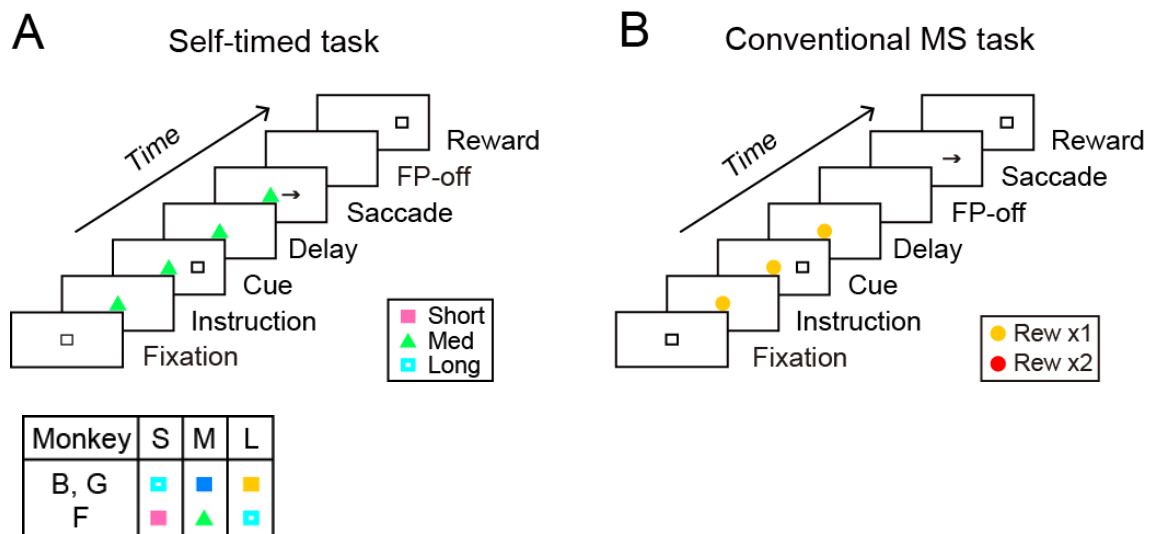 A
Self-timed task
Time
Reward
FP-off
Saccade
Delay
Cue
Instruction
Fixation
Short
Med
Long
Monkey S M L
B, G
F
B
Conventional MS task
Time
Reward
Saccade
FP-off
Delay
Cue
Instruction
Fixation
Rew x1
Rew x2